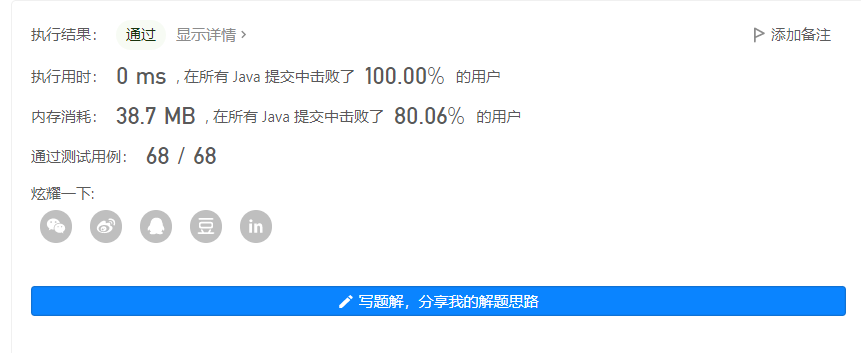 执行结果： 通过 显示详情 › 添加备注
执行用时： 0 ms , 在所有 Java 提交中击败了 100.00% 的用户
内存消耗： 38.7 MB , 在所有 Java 提交中击败了 80.06% 的用户
通过测试用例： 68 / 68
炫耀一下:
豆 in
写题解，分享我的解题思路